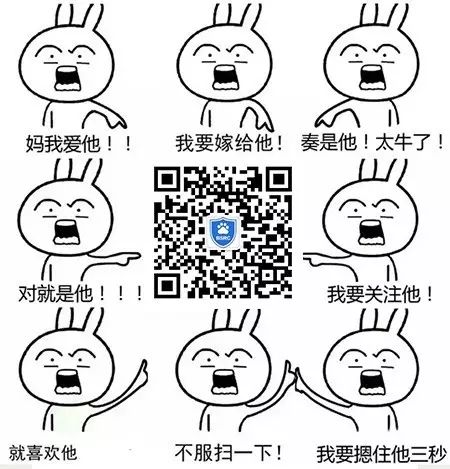 妈我爱他！！
我要嫁给他！
奏是他！太牛了！
BSRC
对就是他！！！
我要关注他！
就喜欢他
不服扫一下！
我要摁住他三秒